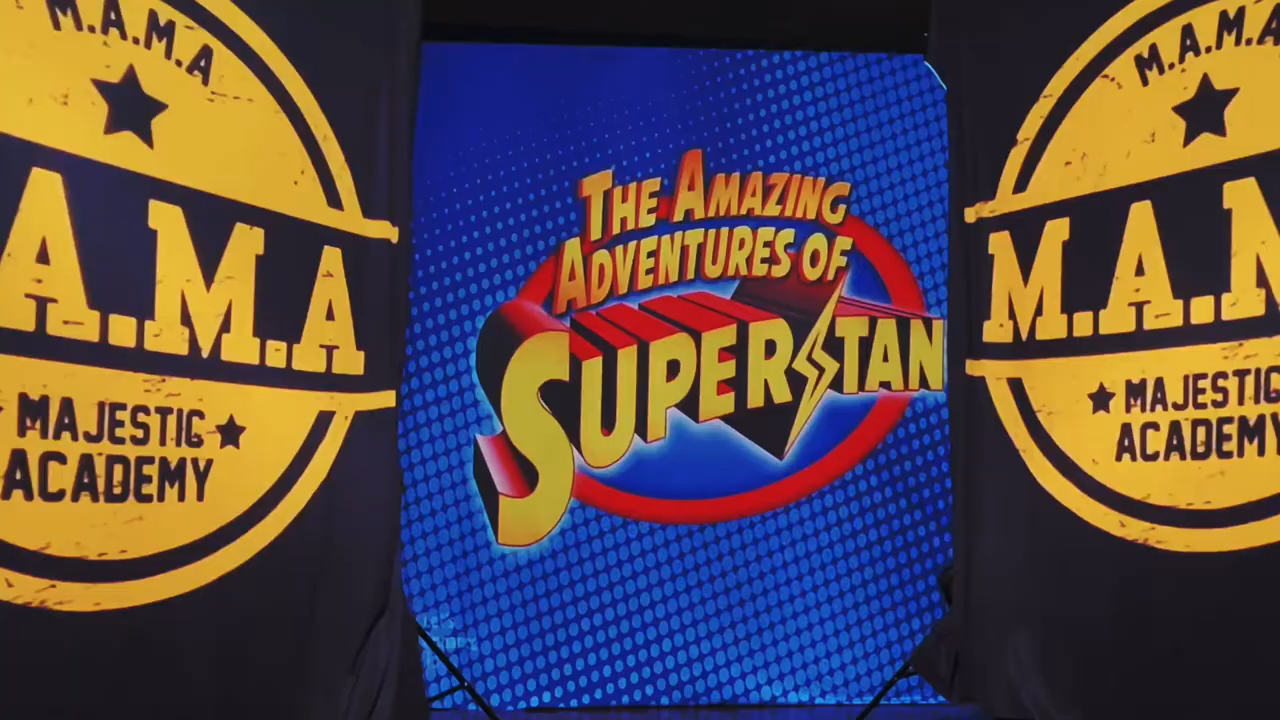 M.A.M.A
A.M.A
MAJESTIC
ACADEMY
THE AMAZING
ADVENTURES OF
SUPERSTAN
M.A.M.A
M.A.M
MAJESTIC
ACADEMY